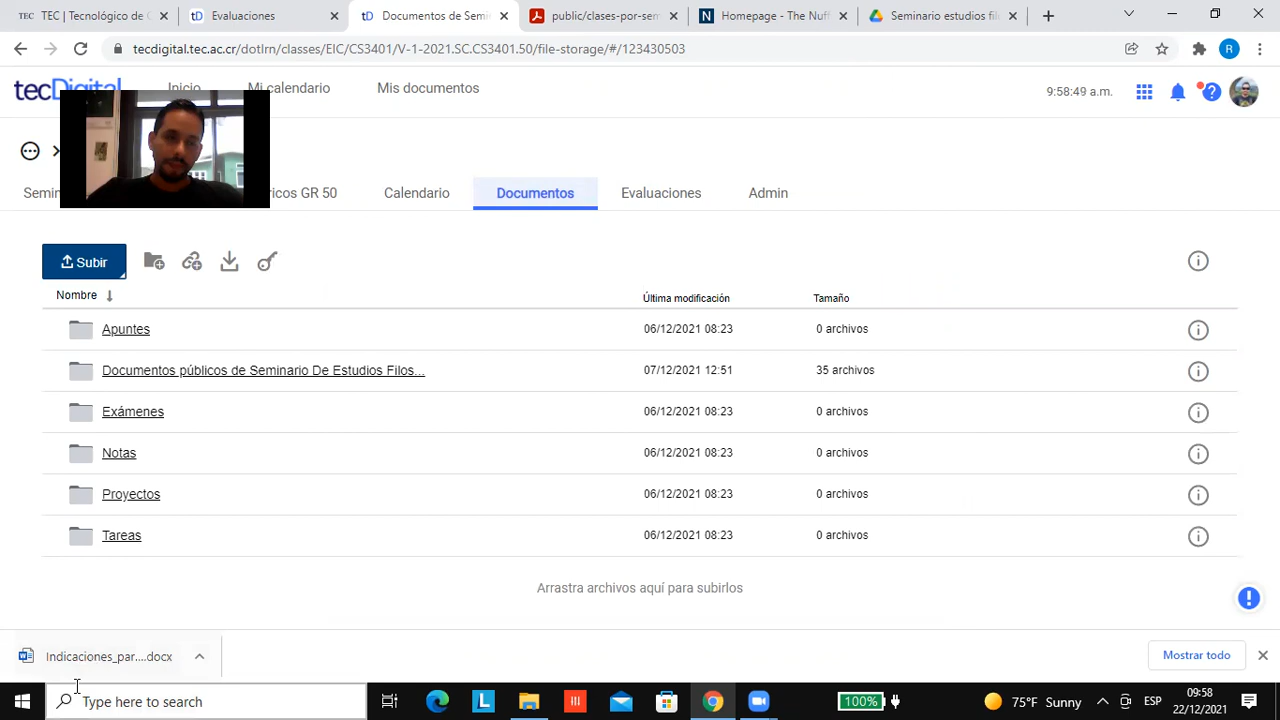 TEC | Tecnológico de C
Evaluaciones
Documentos de Semi
public/clases-por-sem
Homepage - The Nuff
Seminario estudios fil
tecdigital.tec.ac.cr/dotlrn/classes/EIC/CS3401/V-1-2021.SC.CS3401.50/file-storage/#/123430503
R
tecDigital
Inicio
Mi calendario
Mis documentos
9:58:49 a.m.
Semin
ricos GR 50
Calendario
Documentos
Evaluaciones
Admin
Subir
Nombre
Última modificación
Tamaño
Apuntes
06/12/2021 08:23
0 archivos
Documentos públicos de Seminario De Estudios Filos...
07/12/2021 12:51
35 archivos
Exámenes
06/12/2021 08:23
0 archivos
Notas
06/12/2021 08:23
0 archivos
Proyectos
06/12/2021 08:23
0 archivos
Tareas
06/12/2021 08:23
0 archivos
Arrastra archivos aquí para subirlos
Indicaciones_par....docx
Mostrar todo
Type here to search
100%
75°F Sunny
ESP
09:58
22/12/2021